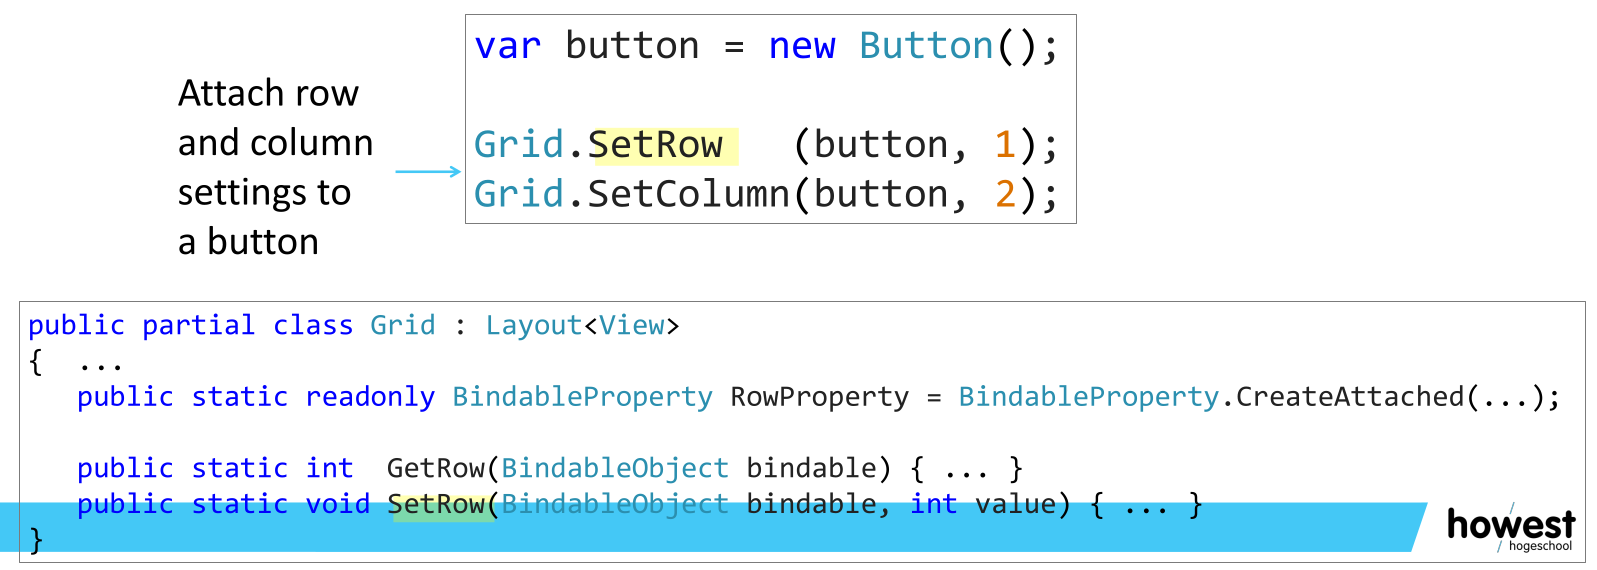 Attach row
and column
settings to
a button
var button = new Button();
Grid.SetRow   (button, 1);
Grid.SetColumn(button, 2);
public partial class Grid : Layout<View>
{  ...
   public static readonly BindableProperty RowProperty = BindableProperty.CreateAttached(...);
   public static int  GetRow(BindableObject bindable) { ... }
   public static void SetRow(BindableObject bindable, int value) { ... }
}
howest
hogeschool